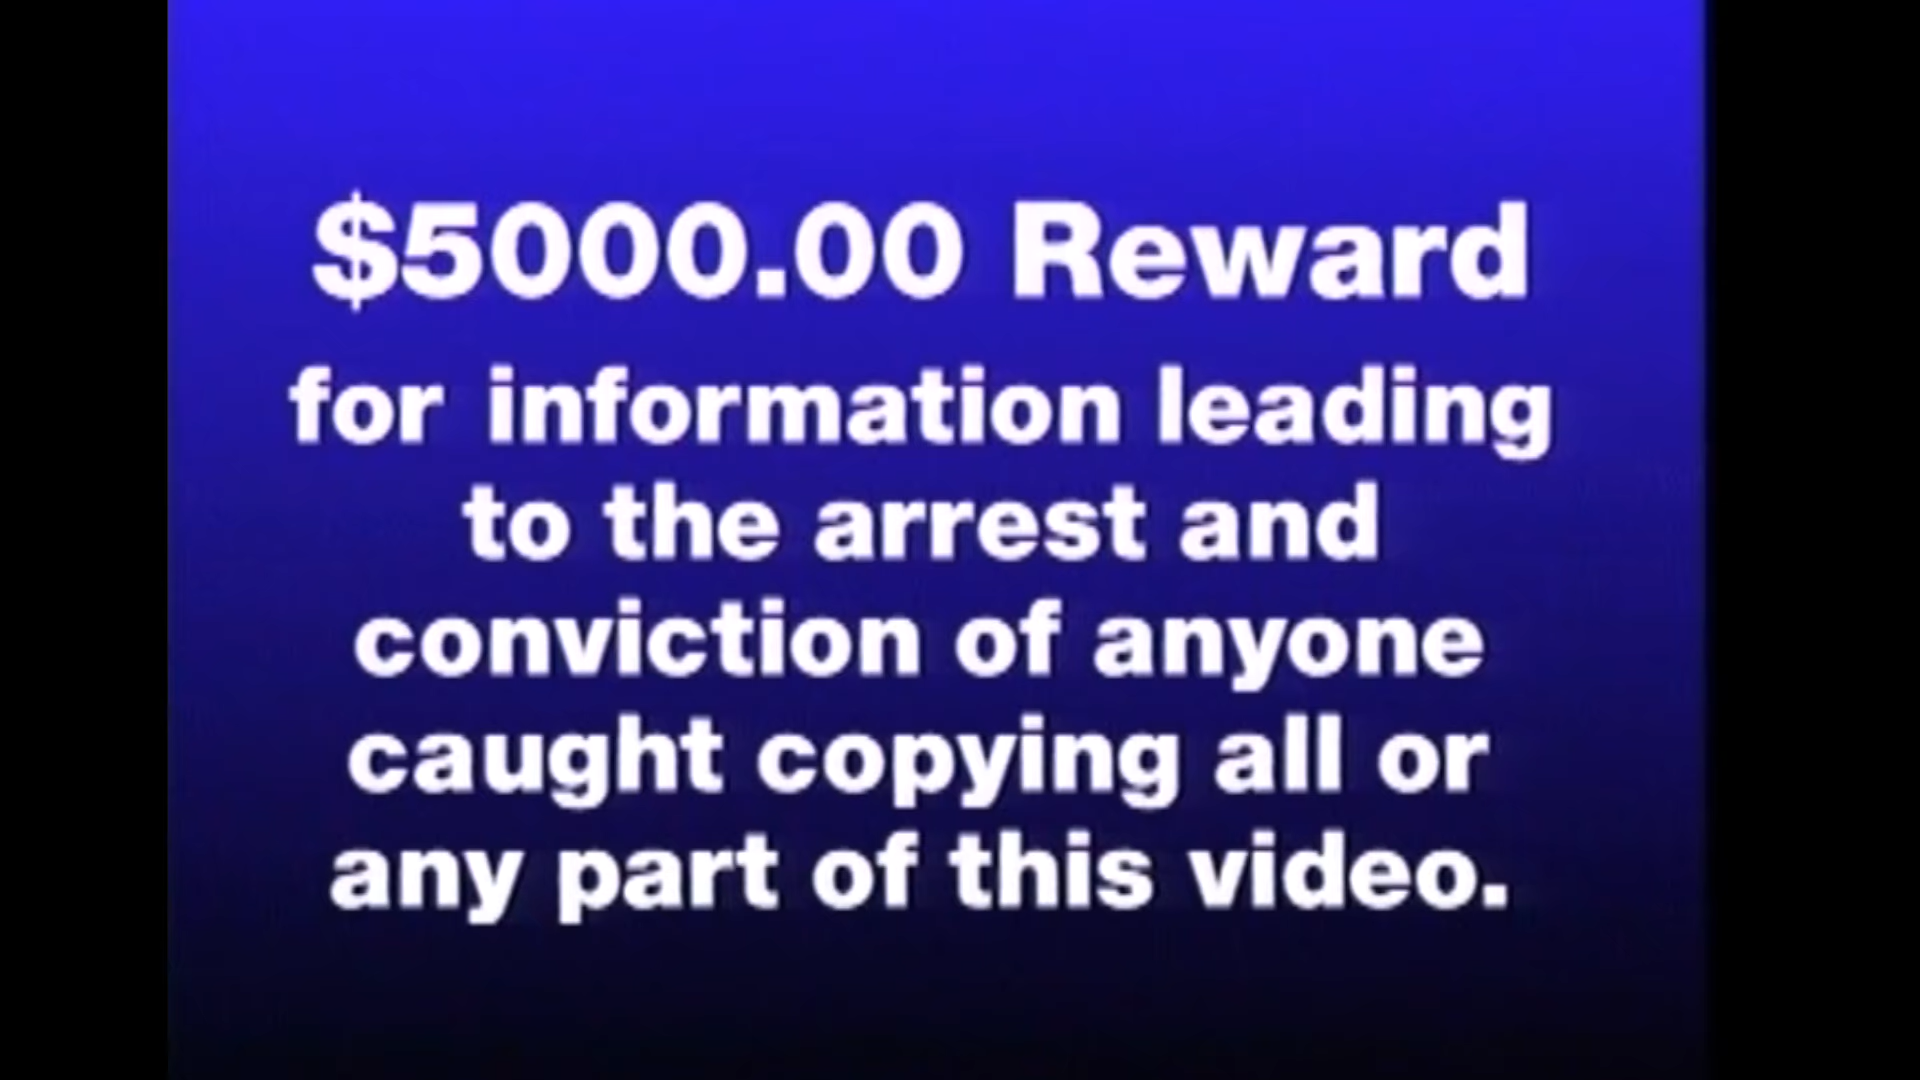 $5000.00 Reward
for information leading
to the arrest and
conviction of anyone
caught copying all or
any part of this video.